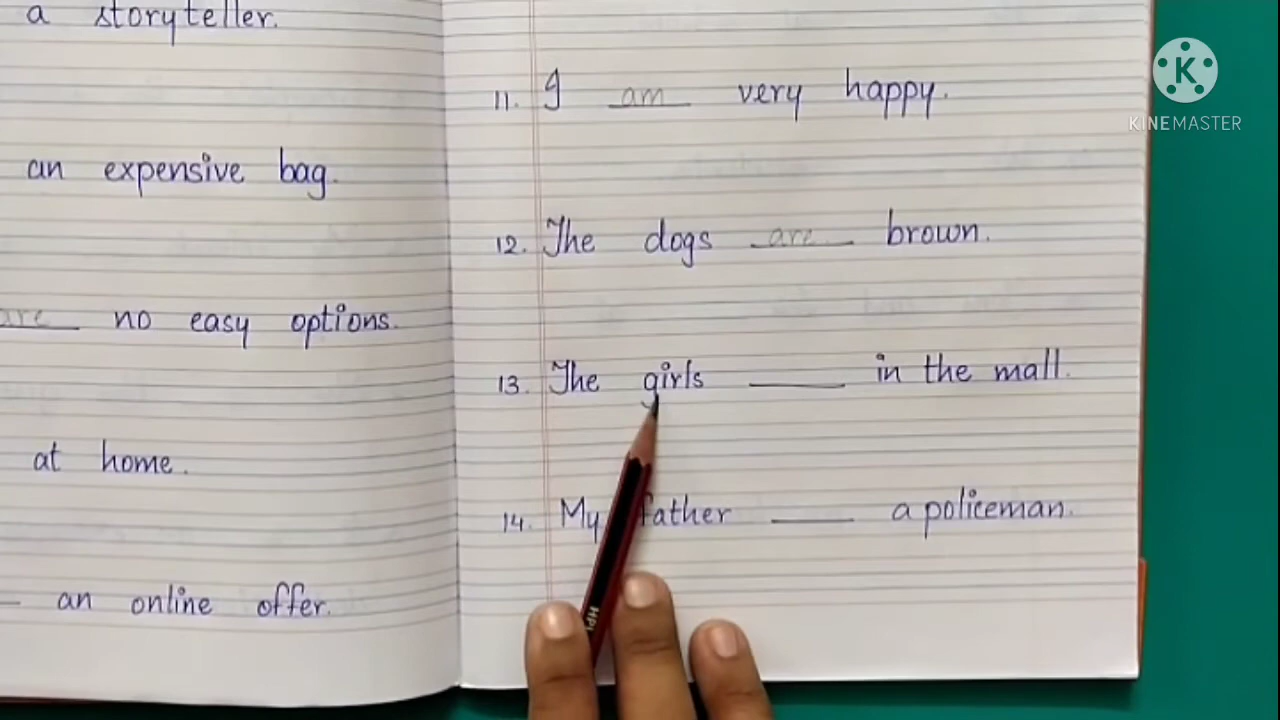 a storyteller.
an expensive bag.
are no easy options.
at home.
an online offer.
11. I am very happy.
12. The dogs are brown.
13. The girls ____ in the mall.
14. My father ____ a policeman.
K
KINEMASTER
HPL